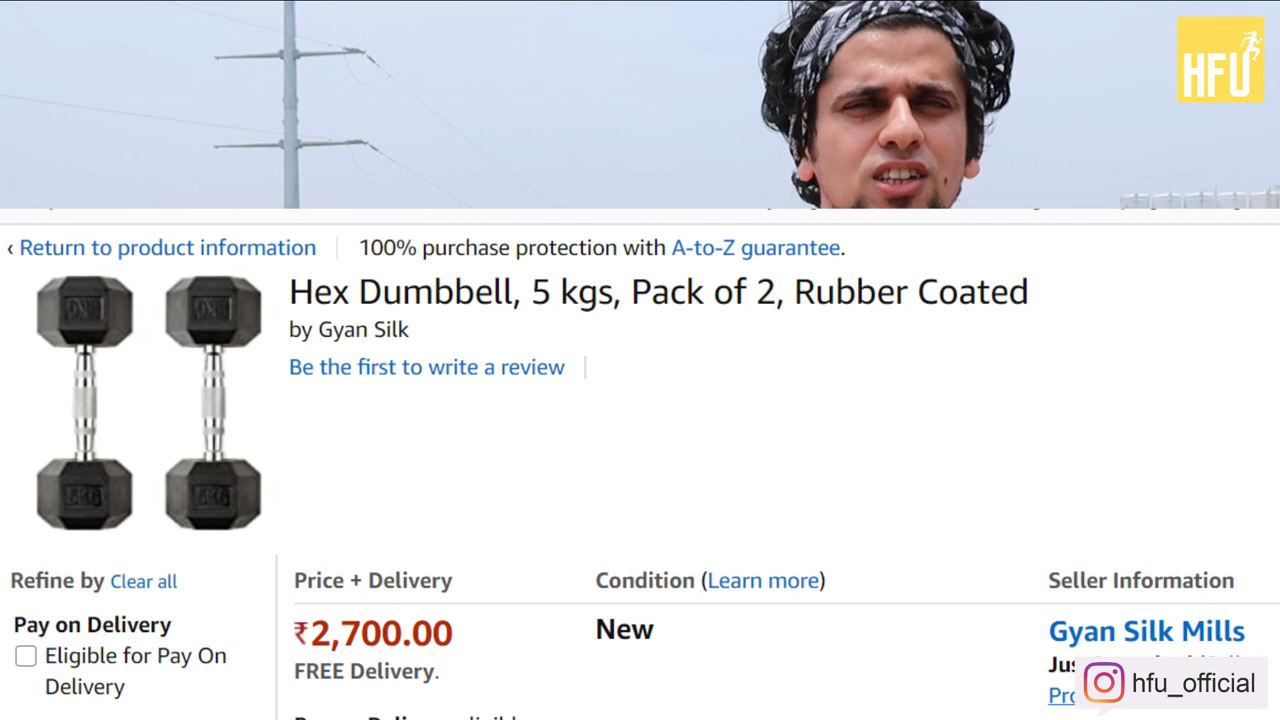 HFU
‹ Return to product information
100% purchase protection with A-to-Z guarantee.
Hex Dumbbell, 5 kgs, Pack of 2, Rubber Coated
by Gyan Silk
Be the first to write a review
Refine by Clear all
Price + Delivery
Condition (Learn more)
Seller Information
Pay on Delivery
Eligible for Pay On
Delivery
₹2,700.00
FREE Delivery.
New
Gyan Silk Mills
hfu_official